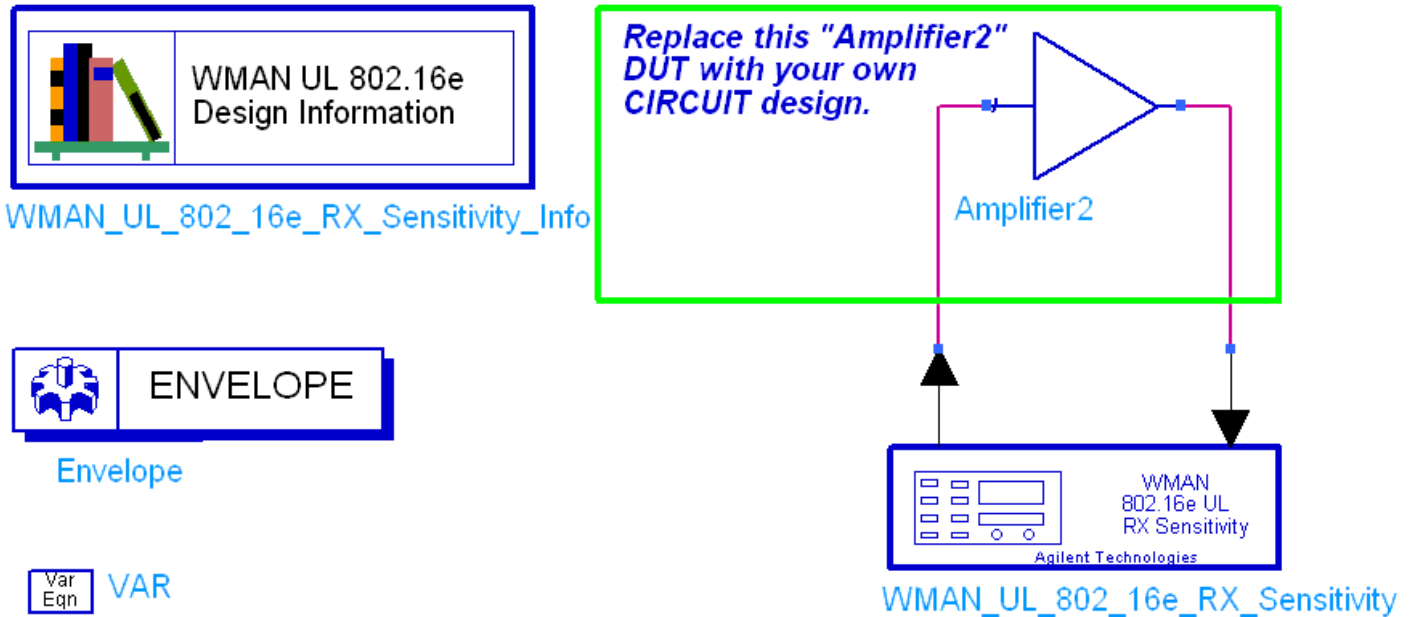 WMAN UL 802.16e
Design Information
WMAN_UL_802_16e_RX_Sensitivity_Info
Replace this "Amplifier2"
DUT with your own
CIRCUIT design.
Amplifier2
ENVELOPE
Envelope
WMAN
802.16e UL
RX Sensitivity
Agilent Technologies
WMAN_UL_802_16e_RX_Sensitivity
Var
Eqn
VAR